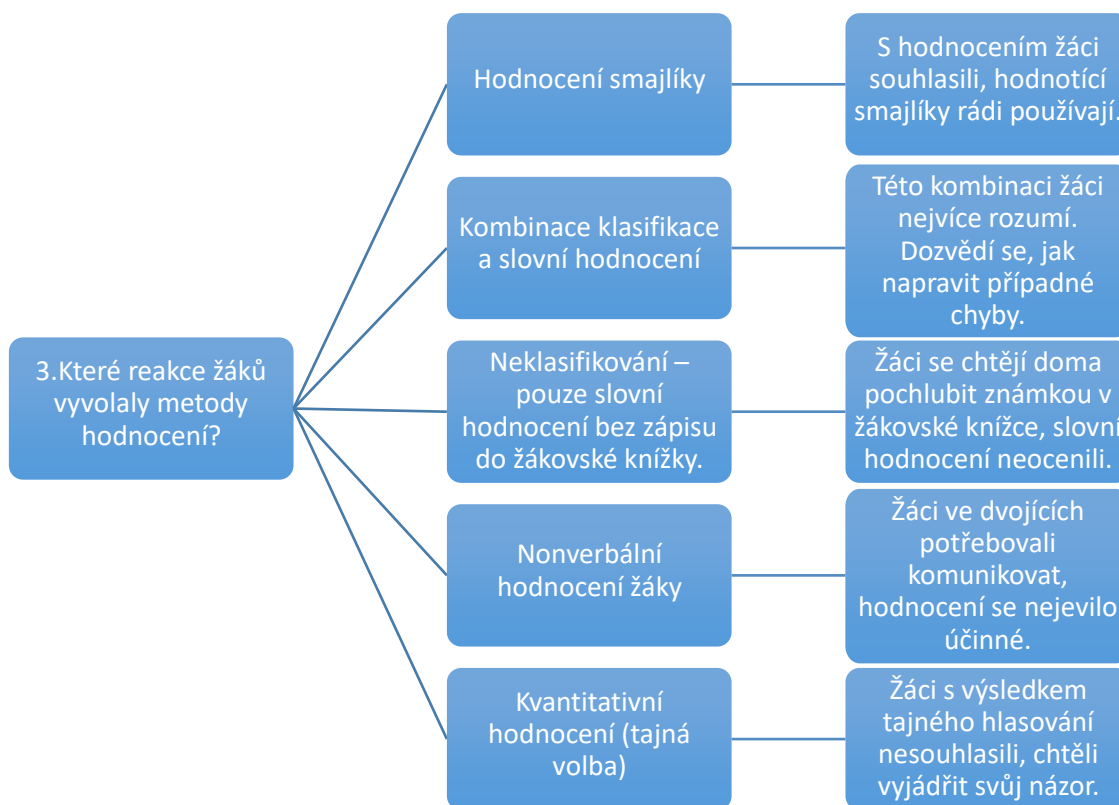 3.Které reakce žáků
vyvolaly metody
hodnocení?
Hodnocení smajlíky
S hodnocením žáci
souhlasili, hodnotící
smajlíky rádi používají.
Kombinace klasifikace
a slovní hodnocení
Této kombinaci žáci
nejvíce rozumí.
Dozvědí se, jak
napravit případné
chyby.
Neklasifikování –
pouze slovní
hodnocení bez zápisu
do žákovské knížky.
Žáci se chtějí doma
pochlubit známkou v
žákovské knížce, slovní
hodnocení neocenili.
Nonverbální
hodnocení žáky
Žáci ve dvojících
potřebovali
komunikovat,
hodnocení se nejevilo
účinné.
Kvantitativní
hodnocení (tajná
volba)
Žáci s výsledkem
tajného hlasování
nesouhlasili, chtěli
vyjádřit svůj názor.